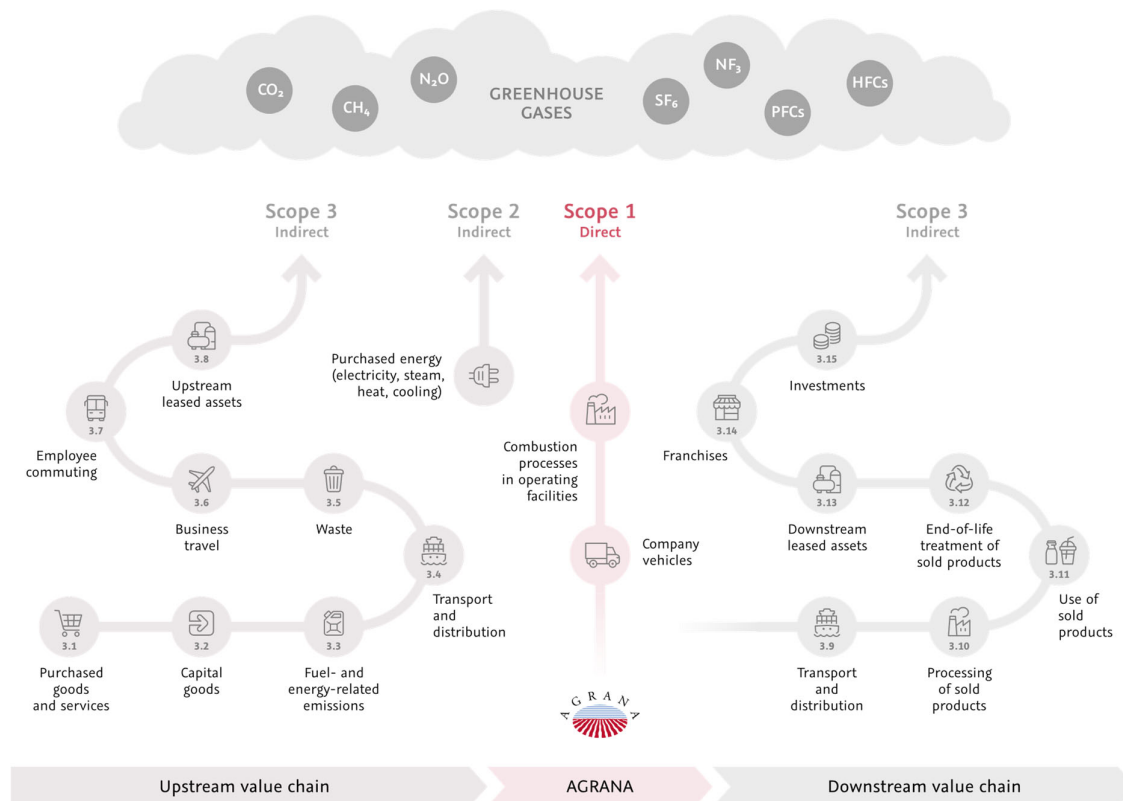 CO₂
CH₄
N₂O
GREENHOUSE
GASES
SF₆
NF₃
PFCs
HFCs
Scope 3
Indirect
Scope 2
Indirect
Scope 1
Direct
Scope 3
Indirect
3.8
Upstream
leased assets
3.7
Employee
commuting
3.6
Business
travel
3.5
Waste
3.4
Transport
and
distribution
3.1
Purchased
goods
and services
3.2
Capital
goods
3.3
Fuel- and
energy-related
emissions
Purchased energy
(electricity, steam,
heat, cooling)
Combustion
processes
in operating
facilities
Company
vehicles
AGRANA
3.15
Investments
3.14
Franchises
3.13
Downstream
leased assets
3.12
End-of-life
treatment of
sold products
3.11
Use of
sold
products
3.9
Transport
and
distribution
3.10
Processing
of sold
products
Upstream value chain
AGRANA
Downstream value chain